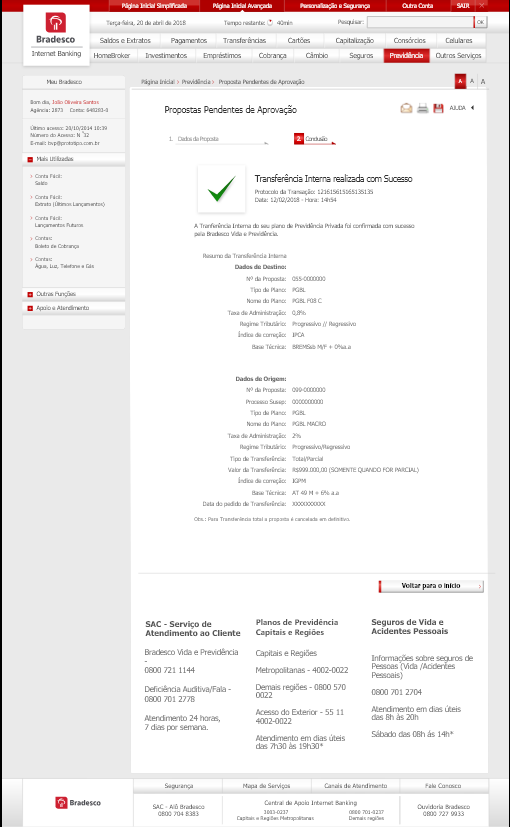 Página Inicial Simplificada Página Inicial Avançada Personalização e Segurança Outra Conta SAIR
Terça-feira, 20 de abril de 2018 Tempo restante: 40min Pesquisar: OK
Bradesco
Internet Banking
Saldos e Extratos Pagamentos Transferências Cartões Capitalização Consórcios Celulares
HomeBroker Investimentos Empréstimos Cobrança Câmbio Seguros Previdência Outros Serviços
Meu Bradesco
Página Inicial > Previdência > Proposta Pendentes de Aprovação A A A
Bom dia, João Oliveira Santos
Agência: 2873 Conta: 648293-0
Último acesso: 20/10/2014 10:39
Número do Acesso: N 32
E-mail: tivp@prototipo.com.br
Mais Utilizadas
Conta Fácil:
Saldo
Conta Fácil:
Extrato (Últimos Lançamentos)
Conta Fácil:
Lançamentos Futuros
Contas:
Boleto de Cobrança
Contas:
Água, Luz, Telefone e Gás
Outras Funções
Apoio e Atendimento
Propostas Pendentes de Aprovação
AJUDA
1. Dados da Proposta 2. Conclusão
Transferência Interna realizada com Sucesso
Protocolo da Transação: 121615615165135135
Data: 12/02/2018 - Hora: 14h54
A Tranferência Interna do seu plano de Previdência Privada foi confirmada com sucesso
pela Bradesco Vida e Previdência.
Resumo da Transferência Interna
Dados de Destino:
Nº da Proposta: 055-0000000
Tipo de Plano: PGBL
Nome do Plano: PGBL F08 C
Taxa de Administração: 0,8%
Regime Tributário: Progressivo // Regressivo
Índice de correção: IPCA
Base Técnica: BREMSsb M/F + 0%a.a
Dados de Origem:
Nº da Proposta: 099-0000000
Processo Susep: 0000000000
Tipo de Plano: PGBL
Nome do Plano: PGBL MACRO
Taxa de Administração: 2%
Regime Tributário: Progressivo/Regressivo
Tipo de Transferência: Total/Parcial
Valor da Transferência: R$999.000,00 (SOMENTE QUANDO FOR PARCIAL)
Índice de correção: IGPM
Base Técnica: AT 49 M + 6% a.a
Data do pedido de Transferência: XXXXXXXXXX
Obs.: Para Transferência total a proposta é cancelada em definitivo.
Voltar para o início
SAC - Serviço de
Atendimento ao Cliente
Bradesco Vida e Previdência
-
0800 721 1144
Deficiência Auditiva/Fala -
0800 701 2778
Atendimento 24 horas,
7 dias por semana.
Planos de Previdência
Capitais e Regiões
Capitais e Regiões
Metropolitanas - 4002-0022
Demais regiões - 0800 570
0022
Acesso do Exterior - 55 11
4002-0022
Atendimento em dias úteis
das 7h30 às 19h30*
Seguros de Vida e
Acidentes Pessoais
Informações sobre seguros de
Pessoas (Vida /Acidentes
Pessoais)
0800 701 2704
Atendimento em dias úteis
das 8h às 20h
Sábado das 08h às 14h*
Segurança Mapa de Serviços Canais de Atendimento Fale Conosco
Bradesco
SAC - Alô Bradesco
0800 704 8383
Central de Apoio Internet Banking
3003-0237 0800 701-0237
Capitais e Regiões Metropolitanas Demais regiões
Ouvidoria Bradesco
0800 727 9933